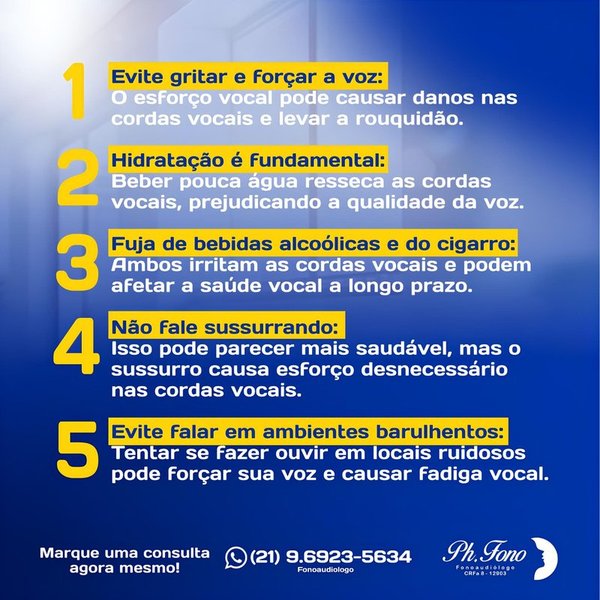 1
Evite gritar e forçar a voz:
O esforço vocal pode causar danos nas
cordas vocais e levar a rouquidão.
2
Hidratação é fundamental:
Beber pouca água resseca as cordas
vocais, prejudicando a qualidade da voz.
3
Fuja de bebidas alcoólicas e do cigarro:
Ambos irritam as cordas vocais e podem
afetar a saúde vocal a longo prazo.
4
Não fale sussurrando:
Isso pode parecer mais saudável, mas o
sussurro causa esforço desnecessário
nas cordas vocais.
5
Evite falar em ambientes barulhentos:
Tentar se fazer ouvir em locais ruidosos
pode forçar sua voz e causar fadiga vocal.
Marque uma consulta
agora mesmo!
(21) 9.6923-5634
Fonoaudiologo
Ph. Fono
Fonoaudiólogo
CRFa 8 - 12903